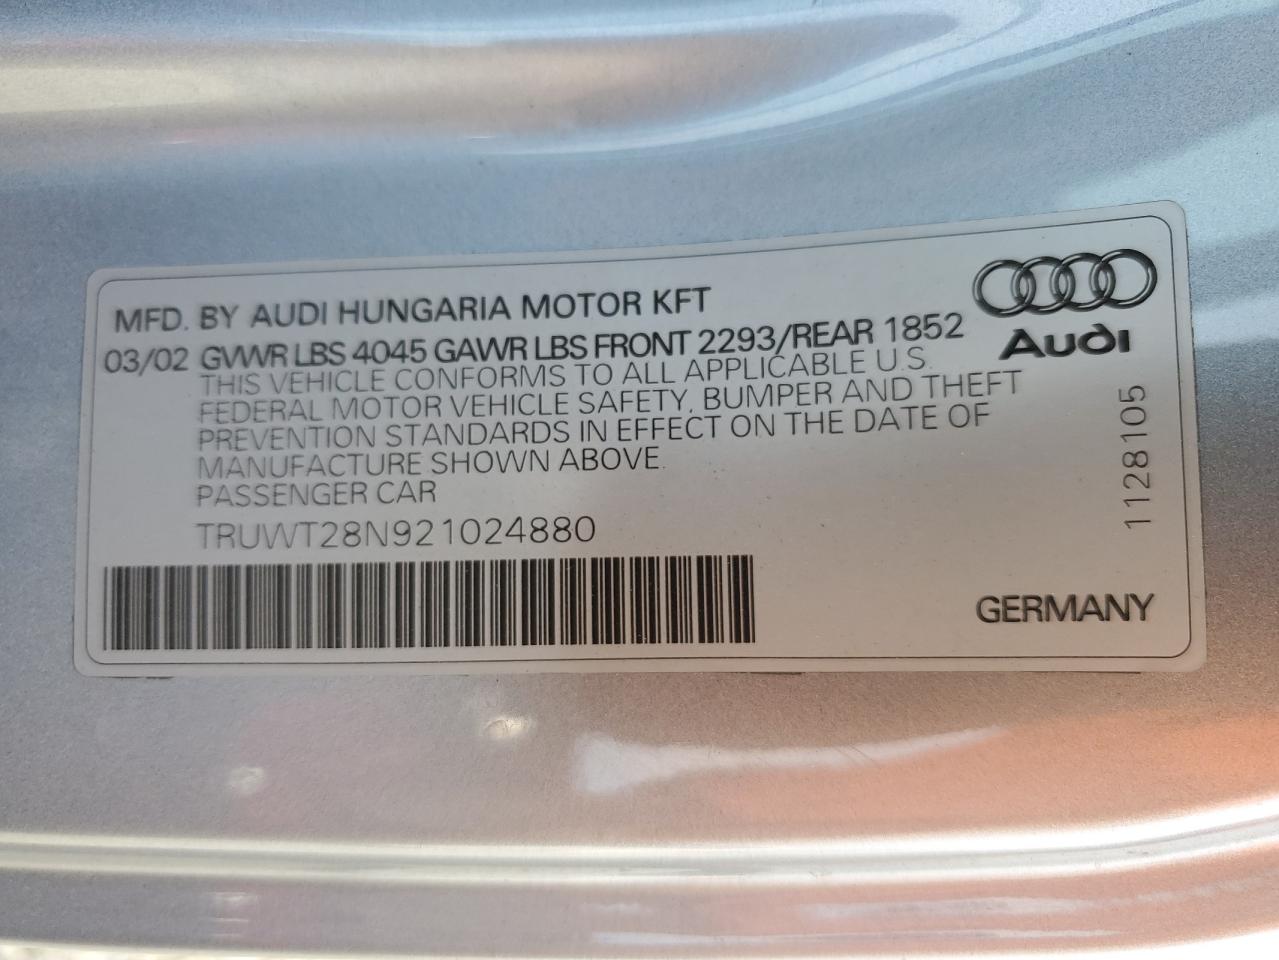 MFD. BY AUDI HUNGARIA MOTOR KFT
03/02 GVWR LBS 4045 GAWR LBS FRONT 2293/REAR 1852
THIS VEHICLE CONFORMS TO ALL APPLICABLE U.S.
FEDERAL MOTOR VEHICLE SAFETY, BUMPER AND THEFT
PREVENTION STANDARDS IN EFFECT ON THE DATE OF
MANUFACTURE SHOWN ABOVE.
PASSENGER CAR
TRUWT28N921024880
Audi
1128105
GERMANY